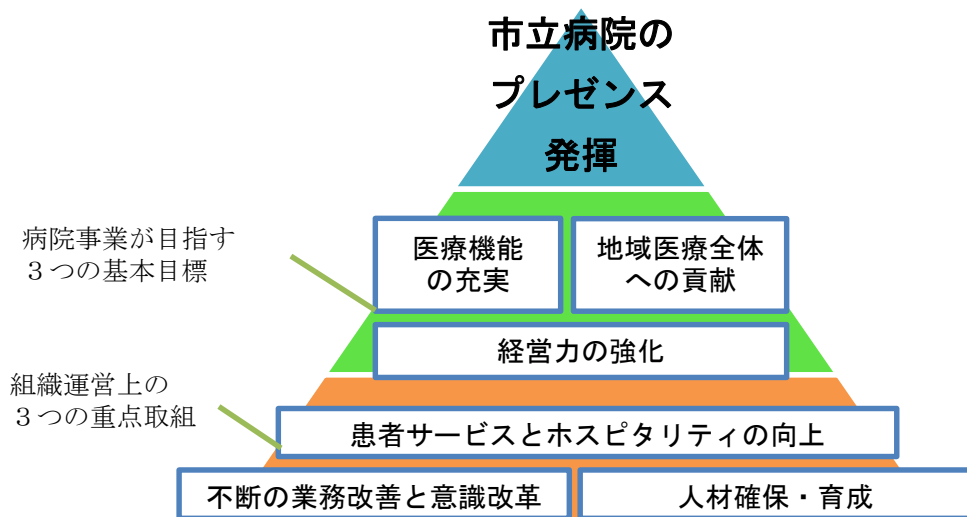 市立病院の
プレゼンス
発揮
病院事業が目指す
３つの基本目標
医療機能
の充実
地域医療全体
への貢献
経営力の強化
組織運営上の
３つの重点取組
患者サービスとホスピタリティの向上
不断の業務改善と意識改革
人材確保・育成